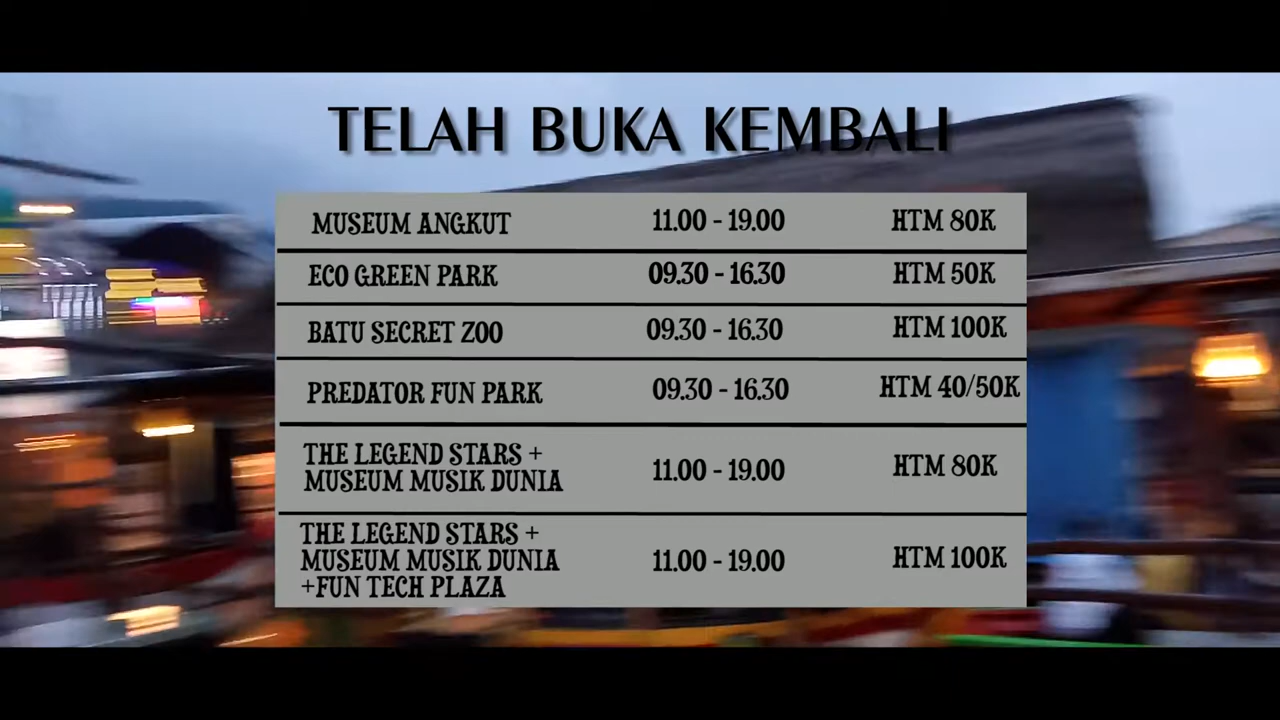 TELAH BUKA KEMBALI
MUSEUM ANGKUT 11.00 - 19.00 HTM 80K
ECO GREEN PARK 09.30 - 16.30 HTM 50K
BATU SECRET ZOO 09.30 - 16.30 HTM 100K
PREDATOR FUN PARK 09.30 - 16.30 HTM 40/50K
THE LEGEND STARS +
MUSEUM MUSIK DUNIA 11.00 - 19.00 HTM 80K
THE LEGEND STARS +
MUSEUM MUSIK DUNIA 11.00 - 19.00 HTM 100K
+FUN TECH PLAZA